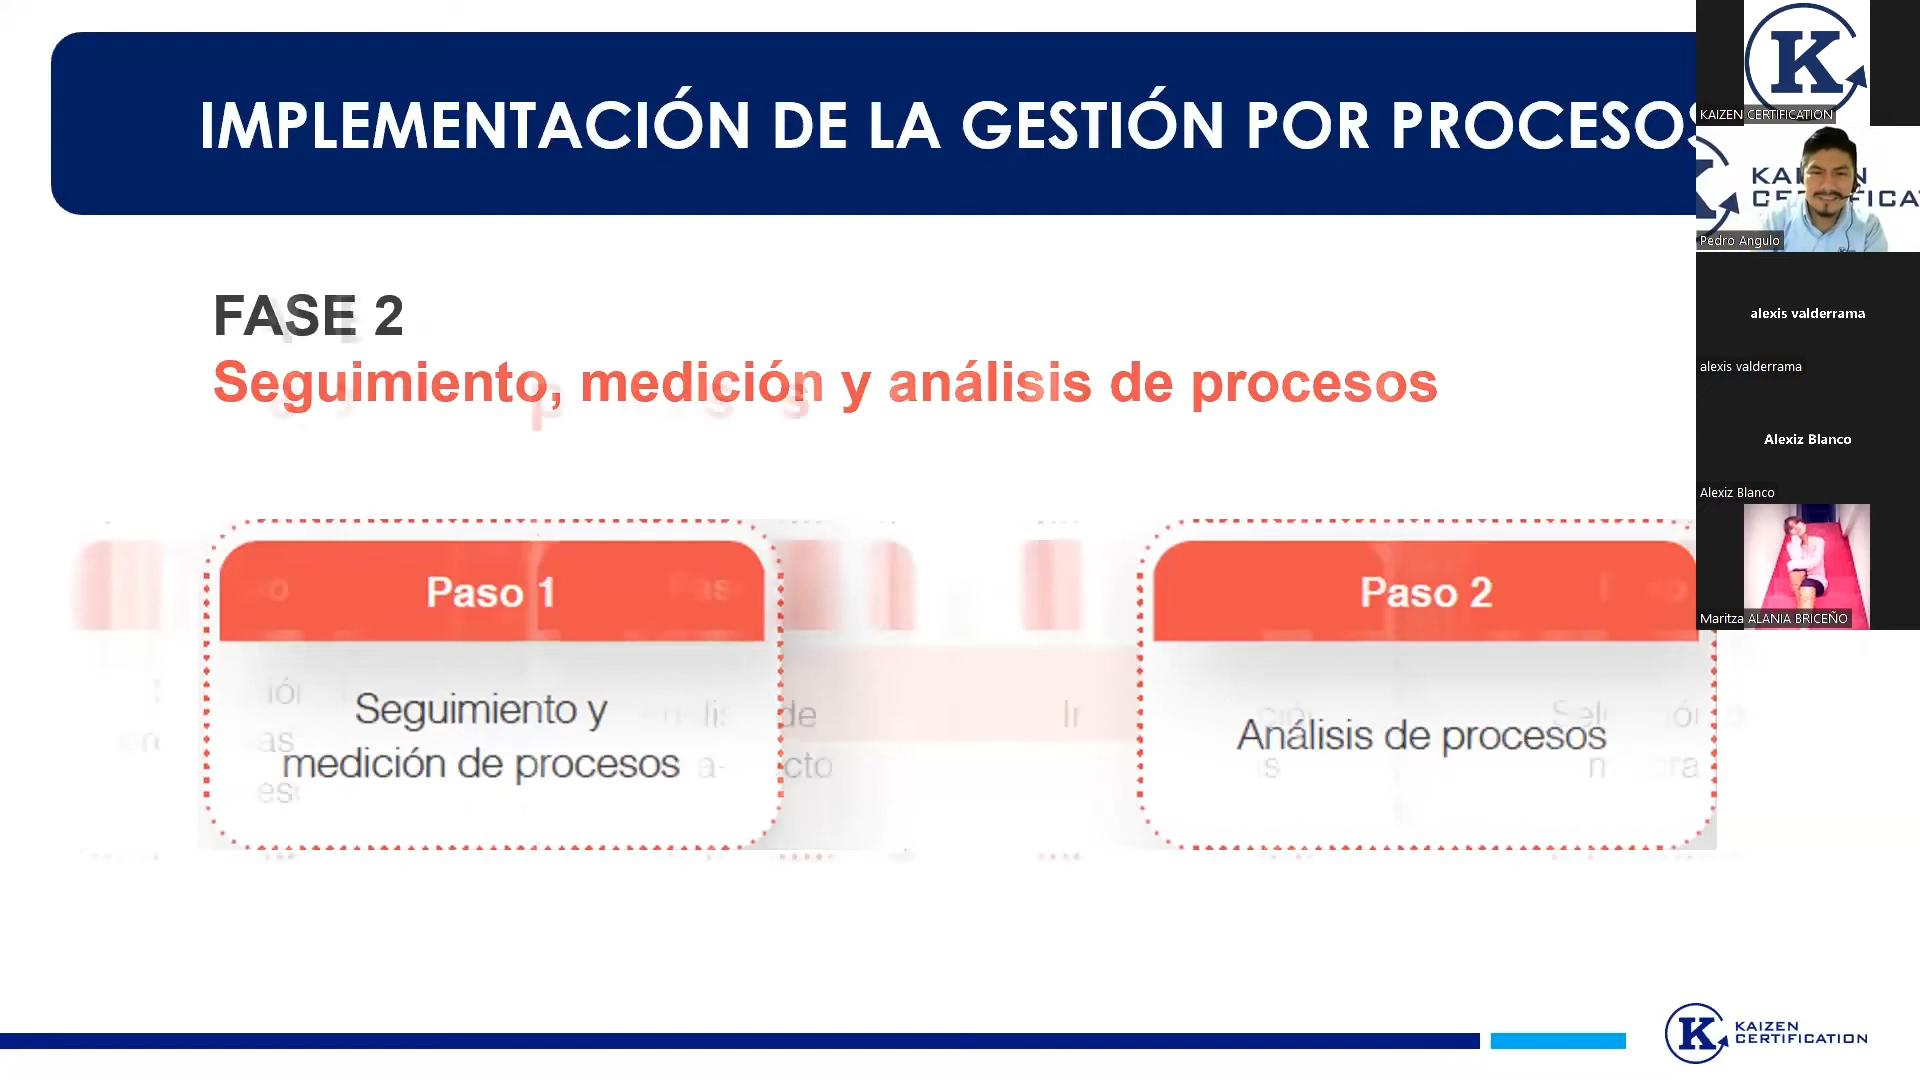 IMPLEMENTACIÓN DE LA GESTIÓN POR PROCESOS
FASE 2
Seguimiento, medición y análisis de procesos
Paso 1
Seguimiento y
medición de procesos
Paso 2
Análisis de procesos
K
KAIZEN CERTIFICATION
Pedro Angulo
alexis valderrama
alexis valderrama
Alexiz Blanco
Alexiz Blanco
Maritza ALANIA BRICEÑO
K
KAIZEN
CERTIFICATION